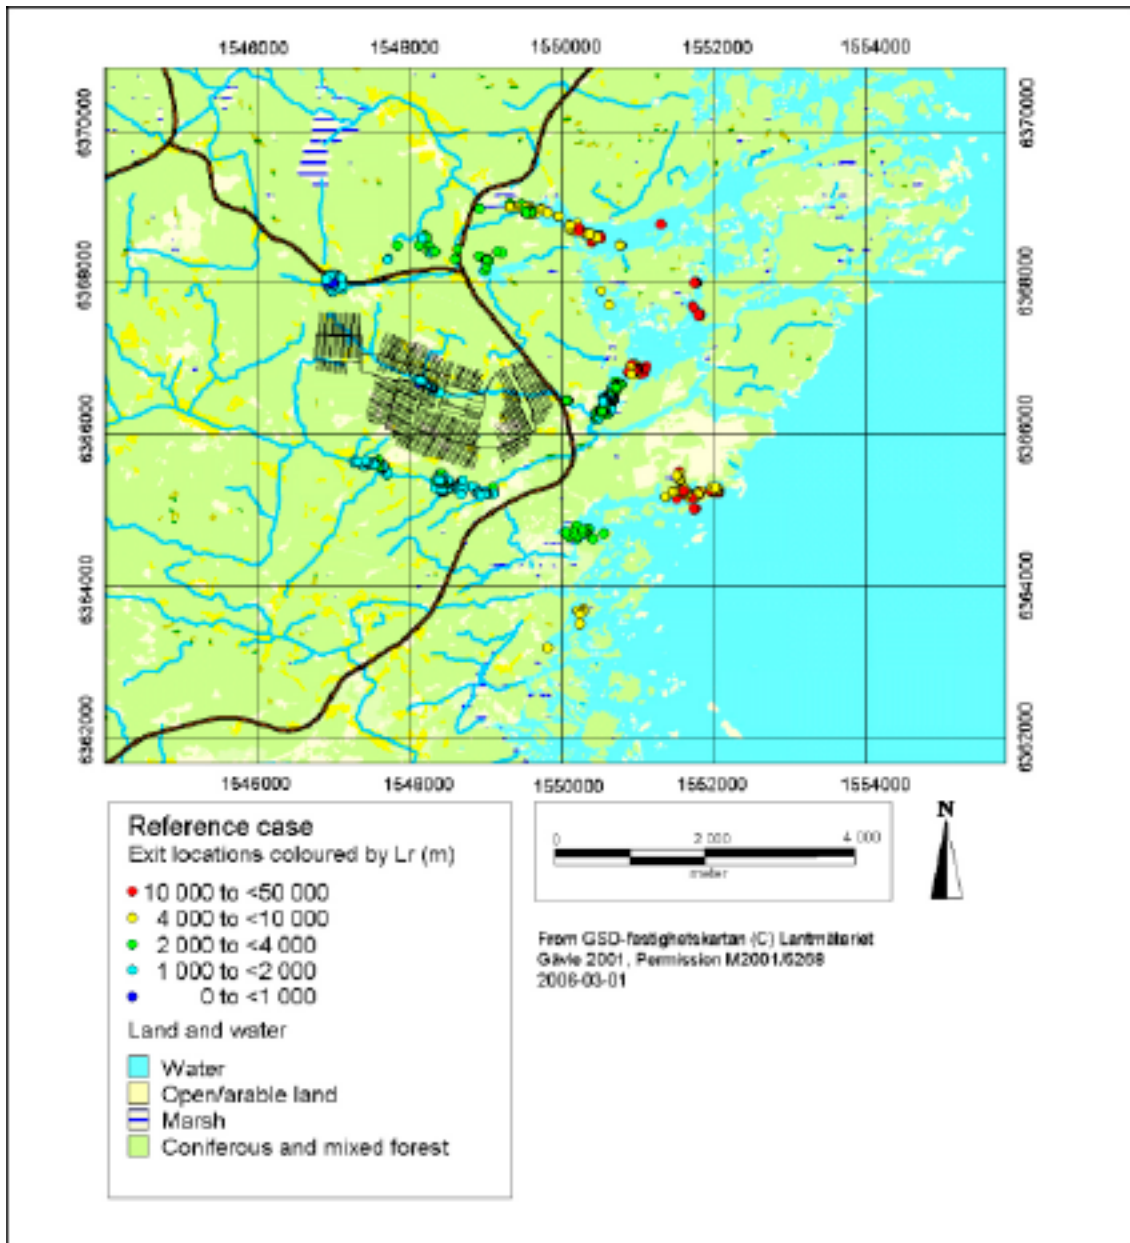 1546000 1548000 1550000 1552000 1554000
6370000 6370000
6368000 6368000
6366000 6366000
6364000 6364000
6362000 6362000
1546000 1548000 1550000 1552000 1554000
Reference case
Exit locations coloured by Lr (m)
10 000 to <50 000
4 000 to <10 000
2 000 to <4 000
1 000 to <2 000
0 to <1 000
Land and water
Water
Open/arable land
Marsh
Coniferous and mixed forest
0 2 000 4 000
meter
N
From GSD-fastighetskartan (C) Lantmäteriet
Gävle 2001, Permission M2001/5268
2006-03-01